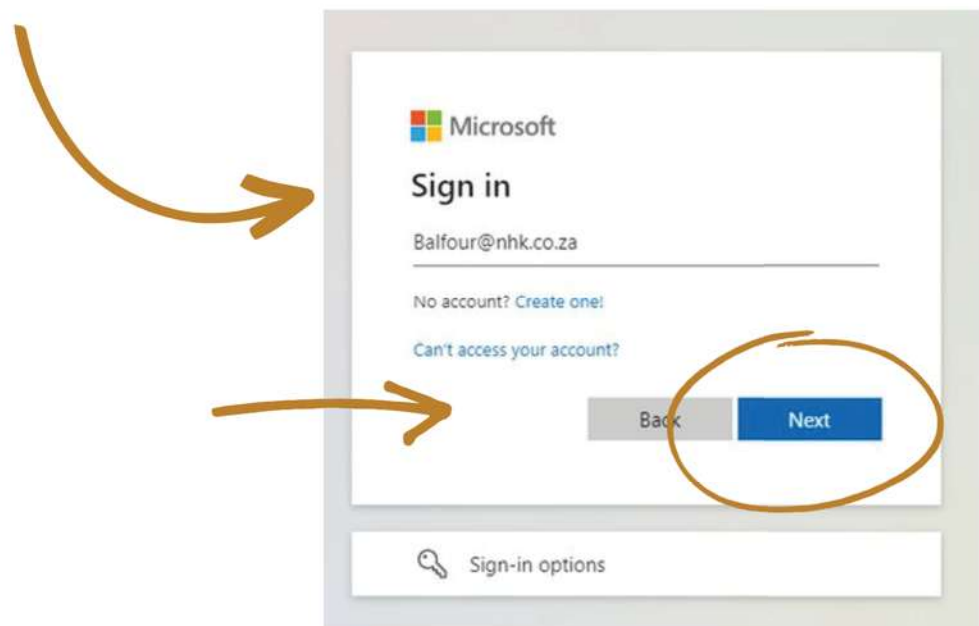 Microsoft
Sign in
Balfour@nhk.co.za
No account? Create one!
Can't access your account?
Back Next
Sign-in options